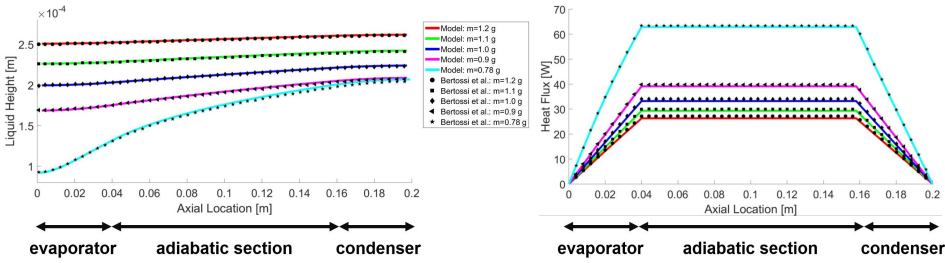 ×10⁻⁴
2.5
2
1.5
1
Liquid Height [m]
0 0.02 0.04 0.06 0.08 0.1 0.12 0.14 0.16 0.18 0.2
Axial Location [m]
evaporator adiabatic section condenser
Model: m=1.2 g
Model: m=1.1 g
Model: m=1.0 g
Model: m=0.9 g
Model: m=0.78 g
Bertossi et al.: m=1.2 g
Bertossi et al.: m=1.1 g
Bertossi et al.: m=1.0 g
Bertossi et al.: m=0.9 g
Bertossi et al.: m=0.78 g
70
60
50
40
30
20
10
0
Heat Flux [W]
0 0.02 0.04 0.06 0.08 0.1 0.12 0.14 0.16 0.18 0.2
Axial Location [m]
evaporator adiabatic section condenser